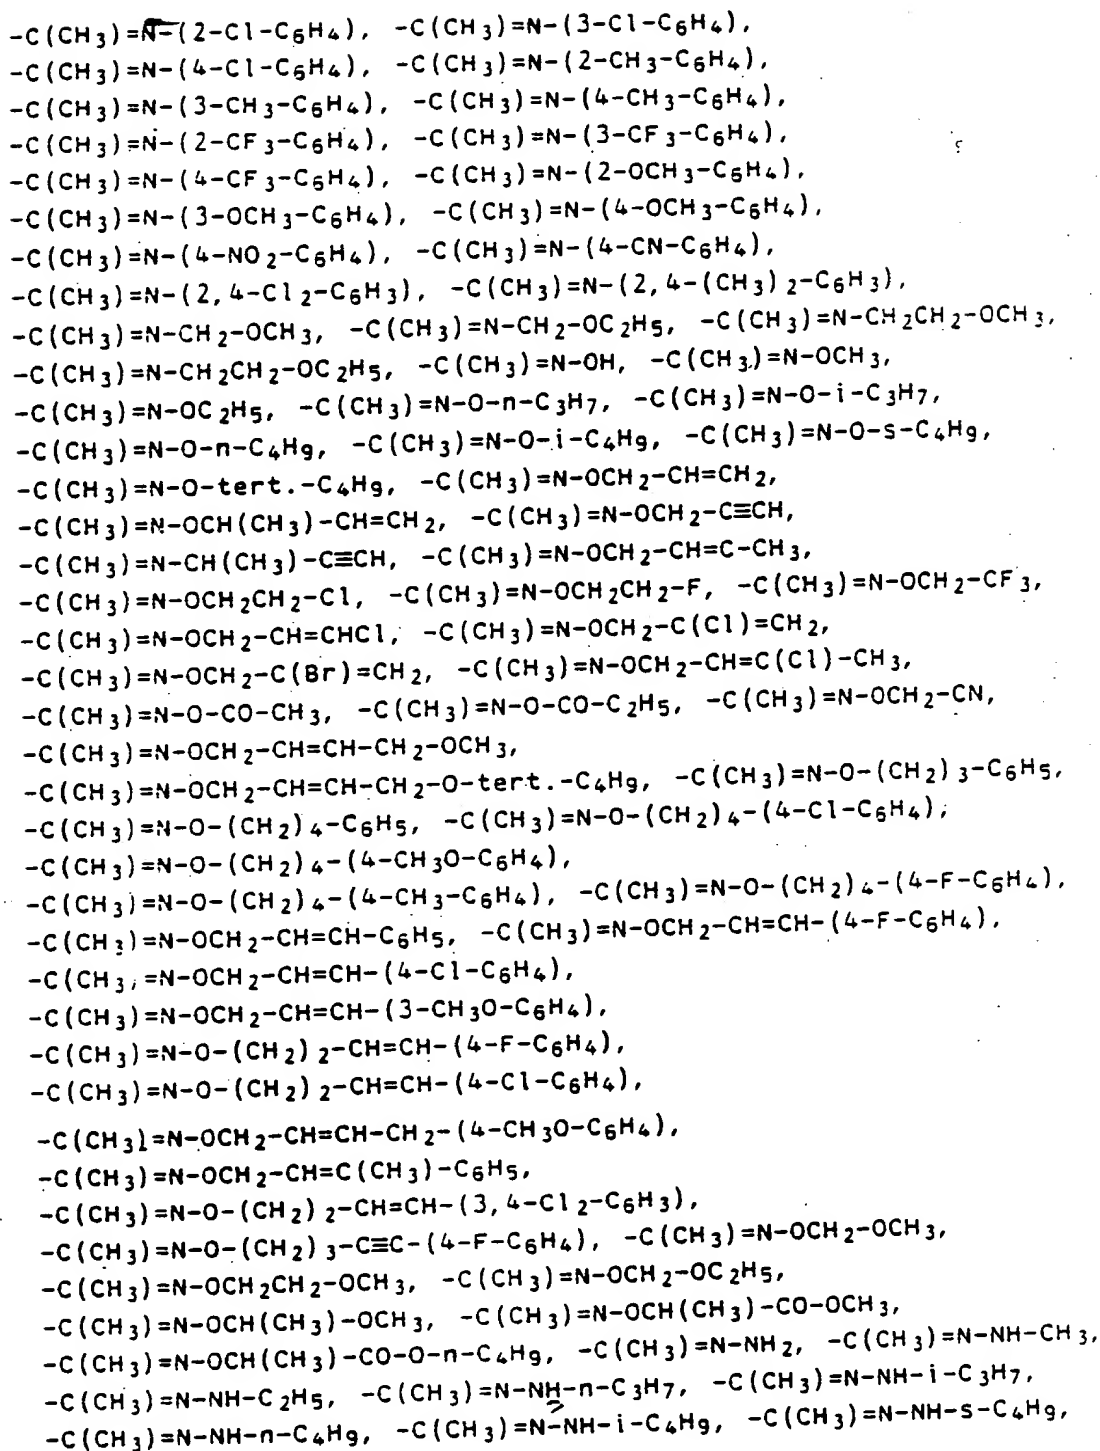 -C(CH3)=N-(2-Cl-C6H4), -C(CH3)=N-(3-Cl-C6H4),
-C(CH3)=N-(4-Cl-C6H4), -C(CH3)=N-(2-CH3-C6H4),
-C(CH3)=N-(3-CH3-C6H4), -C(CH3)=N-(4-CH3-C6H4),
-C(CH3)=N-(2-CF3-C6H4), -C(CH3)=N-(3-CF3-C6H4),
-C(CH3)=N-(4-CF3-C6H4), -C(CH3)=N-(2-OCH3-C6H4),
-C(CH3)=N-(3-OCH3-C6H4), -C(CH3)=N-(4-OCH3-C6H4),
-C(CH3)=N-(4-NO2-C6H4), -C(CH3)=N-(4-CN-C6H4),
-C(CH3)=N-(2,4-Cl2-C6H3), -C(CH3)=N-(2,4-(CH3)2-C6H3),
-C(CH3)=N-CH2-OCH3, -C(CH3)=N-CH2-OC2H5, -C(CH3)=N-CH2CH2-OCH3,
-C(CH3)=N-CH2CH2-OC2H5, -C(CH3)=N-OH, -C(CH3)=N-OCH3,
-C(CH3)=N-OC2H5, -C(CH3)=N-O-n-C3H7, -C(CH3)=N-O-i-C3H7,
-C(CH3)=N-O-n-C4H9, -C(CH3)=N-O-i-C4H9, -C(CH3)=N-O-s-C4H9,
-C(CH3)=N-O-tert.-C4H9, -C(CH3)=N-OCH2-CH=CH2,
-C(CH3)=N-OCH(CH3)-CH=CH2, -C(CH3)=N-OCH2-C≡CH,
-C(CH3)=N-CH(CH3)-C≡CH, -C(CH3)=N-OCH2-CH=C-CH3,
-C(CH3)=N-OCH2CH2-Cl, -C(CH3)=N-OCH2CH2-F, -C(CH3)=N-OCH2-CF3,
-C(CH3)=N-OCH2-CH=CHCl, -C(CH3)=N-OCH2-C(Cl)=CH2,
-C(CH3)=N-OCH2-C(Br)=CH2, -C(CH3)=N-OCH2-CH=C(Cl)-CH3,
-C(CH3)=N-O-CO-CH3, -C(CH3)=N-O-CO-C2H5, -C(CH3)=N-OCH2-CN,
-C(CH3)=N-OCH2-CH=CH-CH2-OCH3,
-C(CH3)=N-OCH2-CH=CH-CH2-O-tert.-C4H9, -C(CH3)=N-O-(CH2)3-C6H5,
-C(CH3)=N-O-(CH2)4-C6H5, -C(CH3)=N-O-(CH2)4-(4-Cl-C6H4),
-C(CH3)=N-O-(CH2)4-(4-CH3O-C6H4),
-C(CH3)=N-O-(CH2)4-(4-CH3-C6H4), -C(CH3)=N-O-(CH2)4-(4-F-C6H4),
-C(CH3)=N-OCH2-CH=CH-C6H5, -C(CH3)=N-OCH2-CH=CH-(4-F-C6H4),
-C(CH3)=N-OCH2-CH=CH-(4-Cl-C6H4),
-C(CH3)=N-OCH2-CH=CH-(3-CH3O-C6H4),
-C(CH3)=N-O-(CH2)2-CH=CH-(4-F-C6H4),
-C(CH3)=N-O-(CH2)2-CH=CH-(4-Cl-C6H4),
-C(CH3)=N-OCH2-CH=CH-CH2-(4-CH3O-C6H4),
-C(CH3)=N-OCH2-CH=C(CH3)-C6H5,
-C(CH3)=N-O-(CH2)2-CH=CH-(3,4-Cl2-C6H3),
-C(CH3)=N-O-(CH2)3-C≡C-(4-F-C6H4), -C(CH3)=N-OCH2-OCH3,
-C(CH3)=N-OCH2CH2-OCH3, -C(CH3)=N-OCH2-OC2H5,
-C(CH3)=N-OCH(CH3)-OCH3, -C(CH3)=N-OCH(CH3)-CO-OCH3,
-C(CH3)=N-OCH(CH3)-CO-O-n-C4H9, -C(CH3)=N-NH2, -C(CH3)=N-NH-CH3,
-C(CH3)=N-NH-C2H5, -C(CH3)=N-NH-n-C3H7, -C(CH3)=N-NH-i-C3H7,
-C(CH3)=N-NH-n-C4H9, -C(CH3)=N-NH-i-C4H9, -C(CH3)=N-NH-s-C4H9,